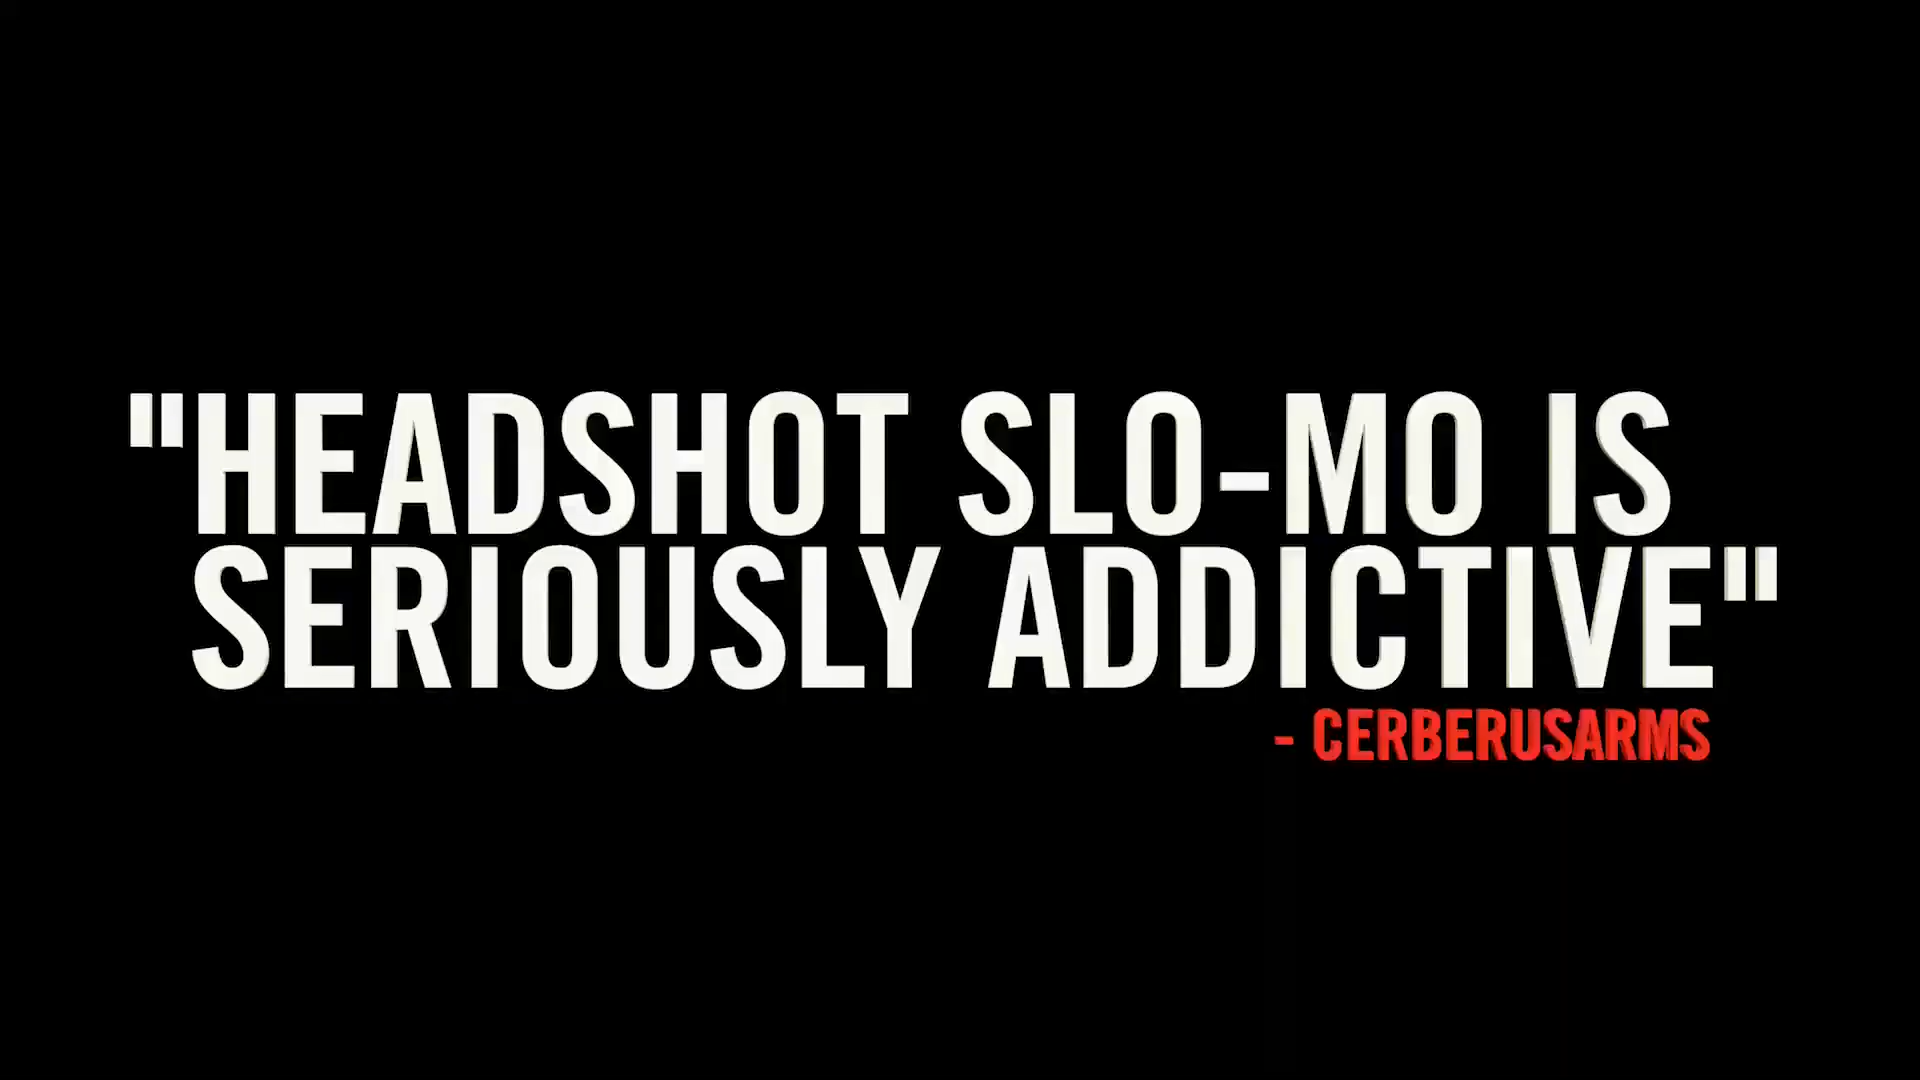 "HEADSHOT SLO-MO IS
SERIOUSLY ADDICTIVE"
- CERBERUSARMS